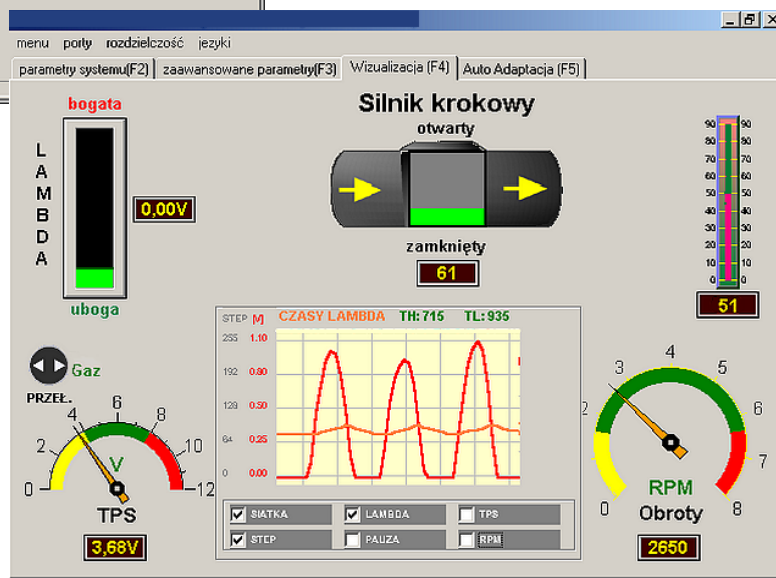 menu porty rozdzielczość jezyki
parametry systemu(F2) zaawansowane parametry(F3) Wizualizacja (F4) Auto Adaptacja (F5)
bogata
LAMBDA
0,00V
uboga
Silnik krokowy
otwarty
zamknięty
61
90 90
80 80
70 70
60 60
50 50
40 40
30 30
20 20
10 10
0 0
51
STEP [V] CZASY LAMBDA TH:715 TL:935
255 1.10
192 0.80
128 0.50
64 0.25
0 0.00
Gaz
PRZEŁ.
0 2 4 6 8 10 12
V
TPS
3,68V
SIATKA LAMBDA TPS
STEP PAUZA RPM
0 2 3 4 5 6 7 8
RPM
Obroty
2650